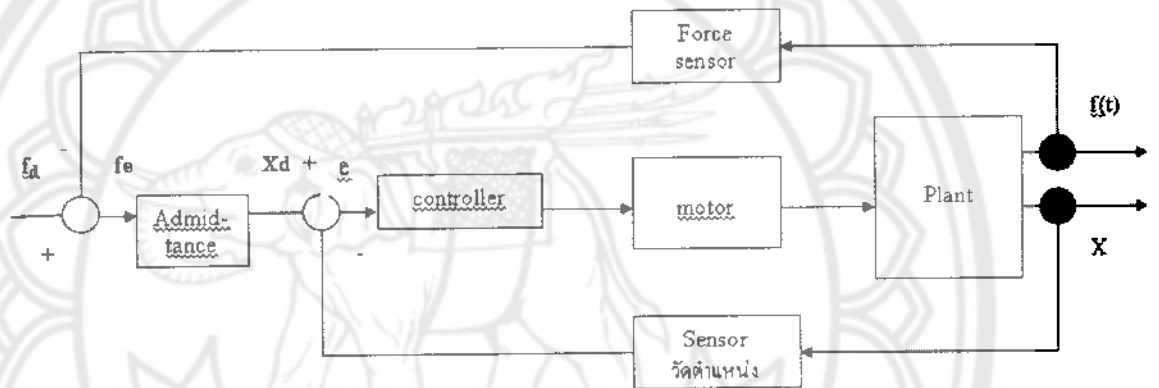 Force
sensor
f(t)
-
fd
fe
Xd + e
controller
motor
Plant
Admid-
tance
+
-
X
Sensor
วัดตำแหน่ง